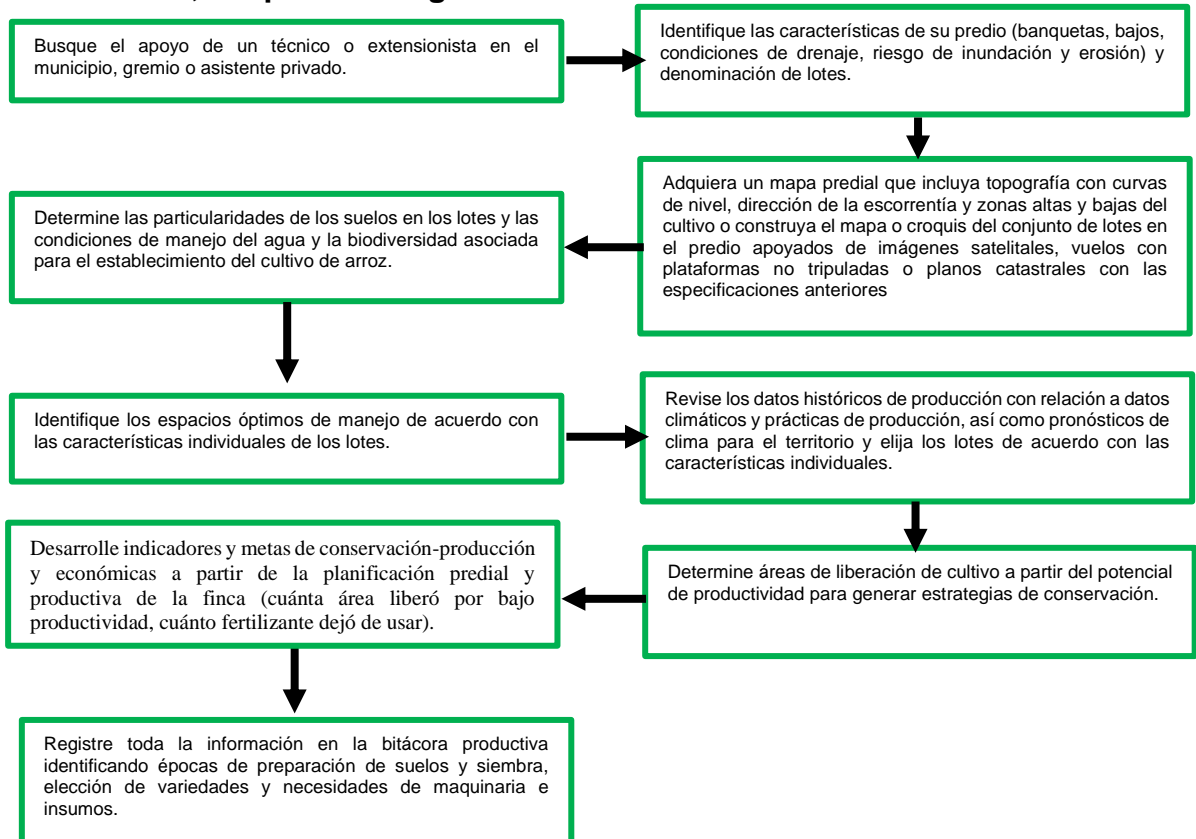 Busque el apoyo de un técnico o extensionista en el
municipio, gremio o asistente privado.
Identifique las características de su predio (banquetas, bajos,
condiciones de drenaje, riesgo de inundación y erosión) y
denominación de lotes.
Adquiera un mapa predial que incluya topografía con curvas
de nivel, dirección de la escorrentía y zonas altas y bajas del
cultivo o construya el mapa o croquis del conjunto de lotes en
el predio apoyados de imágenes satelitales, vuelos con
plataformas no tripuladas o planos catastrales con las
especificaciones anteriores
Determine las particularidades de los suelos en los lotes y las
condiciones de manejo del agua y la biodiversidad asociada
para el establecimiento del cultivo de arroz.
Identifique los espacios óptimos de manejo de acuerdo con
las características individuales de los lotes.
Revise los datos históricos de producción con relación a datos
climáticos y prácticas de producción, así como pronósticos de
clima para el territorio y elija los lotes de acuerdo con las
características individuales.
Determine áreas de liberación de cultivo a partir del potencial
de productividad para generar estrategias de conservación.
Desarrolle indicadores y metas de conservación-producción
y económicas a partir de la planificación predial y
productiva de la finca (cuánta área liberó por bajo
productividad, cuánto fertilizante dejó de usar).
Registre toda la información en la bitácora productiva
identificando épocas de preparación de suelos y siembra,
elección de variedades y necesidades de maquinaria e
insumos.